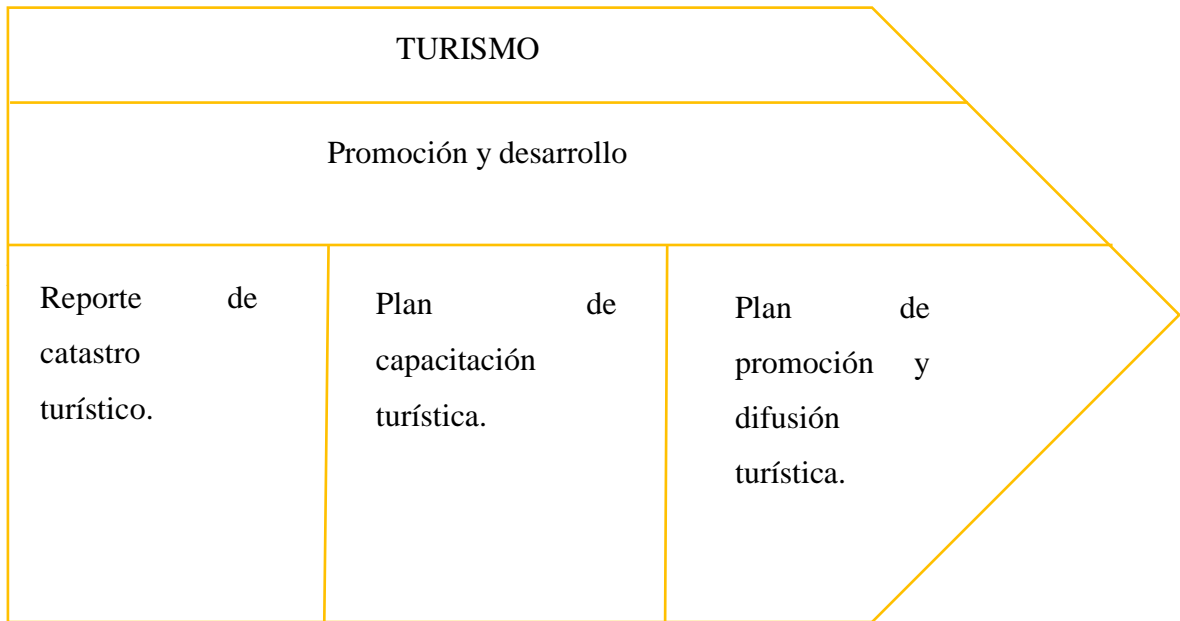 TURISMO
Promoción y desarrollo
Reporte de
catastro
turístico.
Plan de
capacitación
turística.
Plan de
promoción y
difusión
turística.